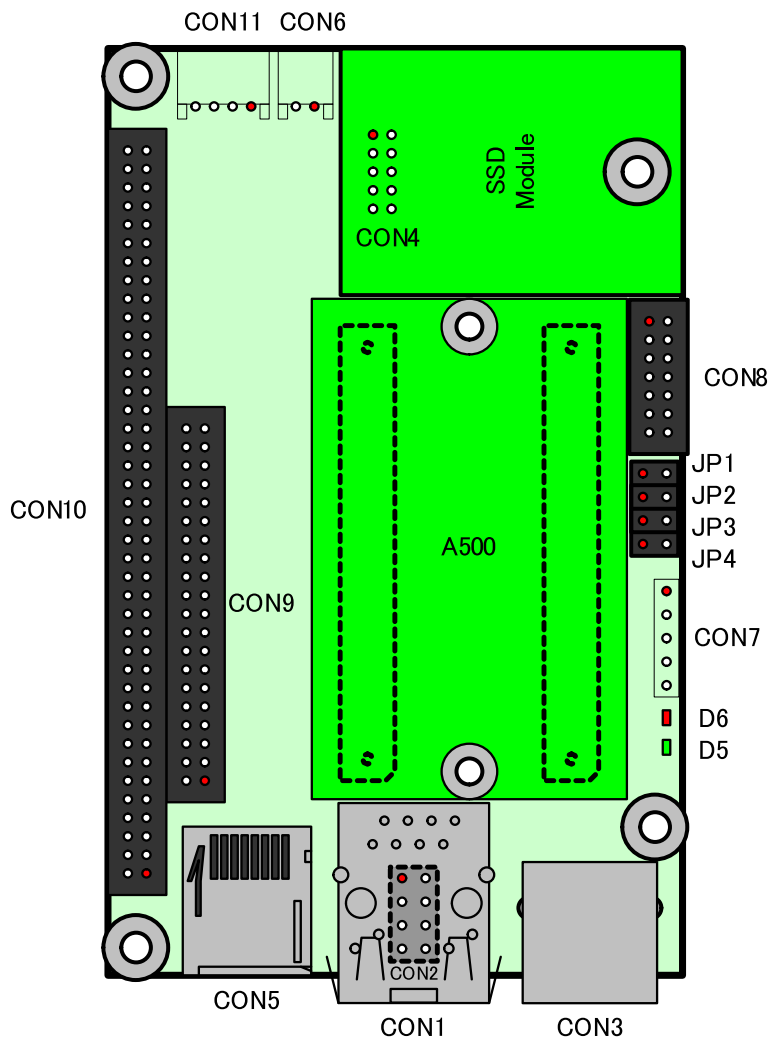 CON11 CON6
SSD
Module
CON4
CON8
JP1
JP2
CON10
JP3
A500
JP4
CON9
CON7
D6
D5
CON2
CON5
CON1
CON3